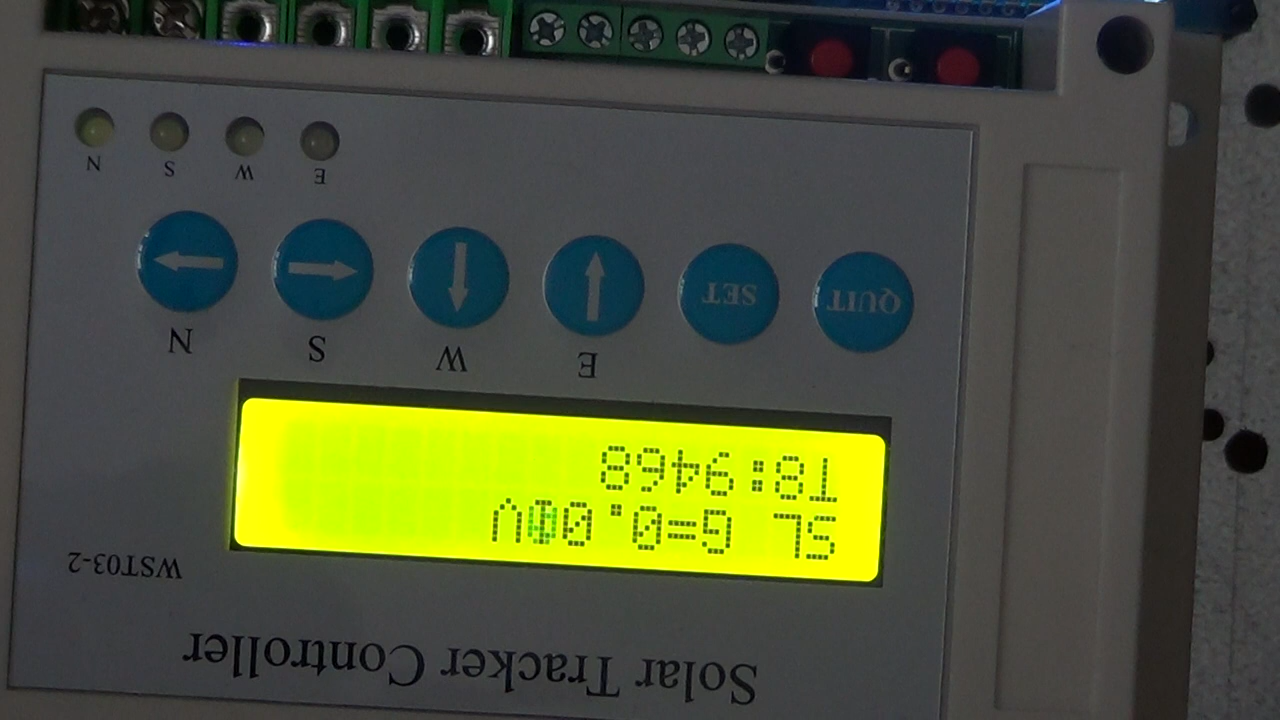 Solar Tracker Controller
WST03-2
SL G=0.00V
T8:9468
E W S N
QUIT SET
E W S N